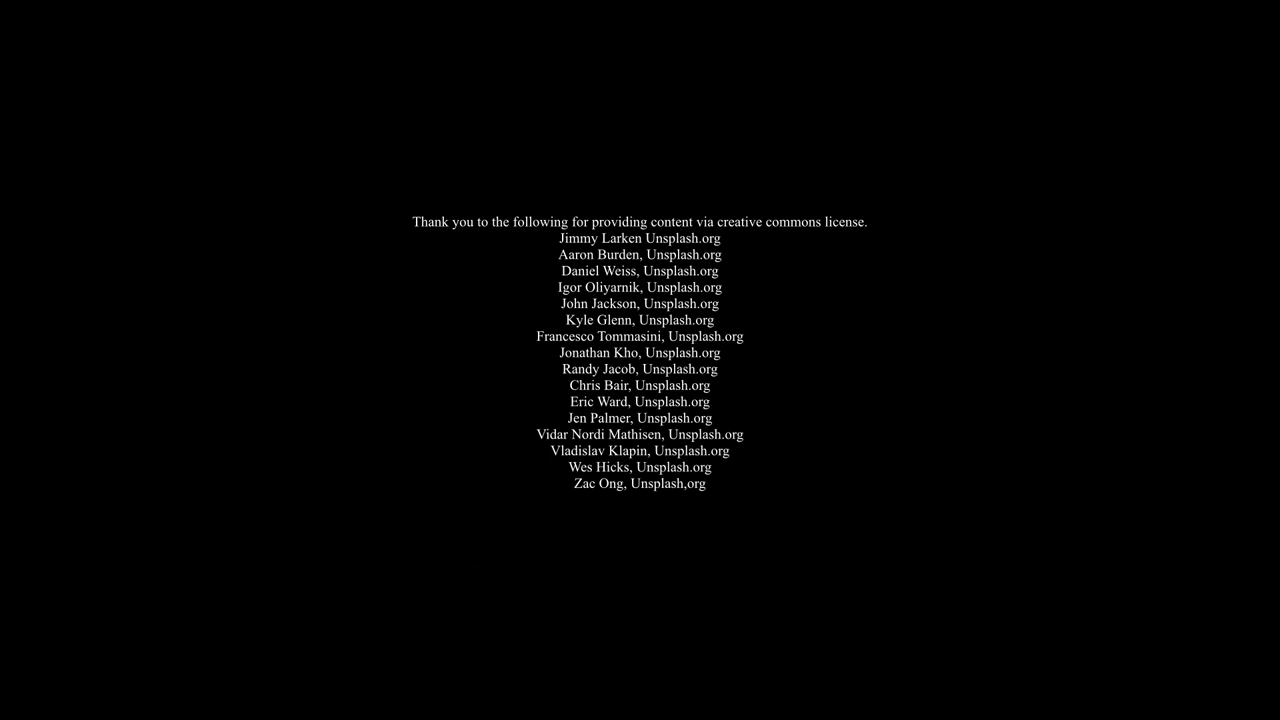 Thank you to the following for providing content via creative commons license.
Jimmy Larken Unsplash.org
Aaron Burden, Unsplash.org
Daniel Weiss, Unsplash.org
Igor Oliyarnik, Unsplash.org
John Jackson, Unsplash.org
Kyle Glenn, Unsplash.org
Francesco Tommasini, Unsplash.org
Jonathan Kho, Unsplash.org
Randy Jacob, Unsplash.org
Chris Bair, Unsplash.org
Eric Ward, Unsplash.org
Jen Palmer, Unsplash.org
Vidar Nordi Mathisen, Unsplash.org
Vladislav Klapin, Unsplash.org
Wes Hicks, Unsplash.org
Zac Ong, Unsplash,org